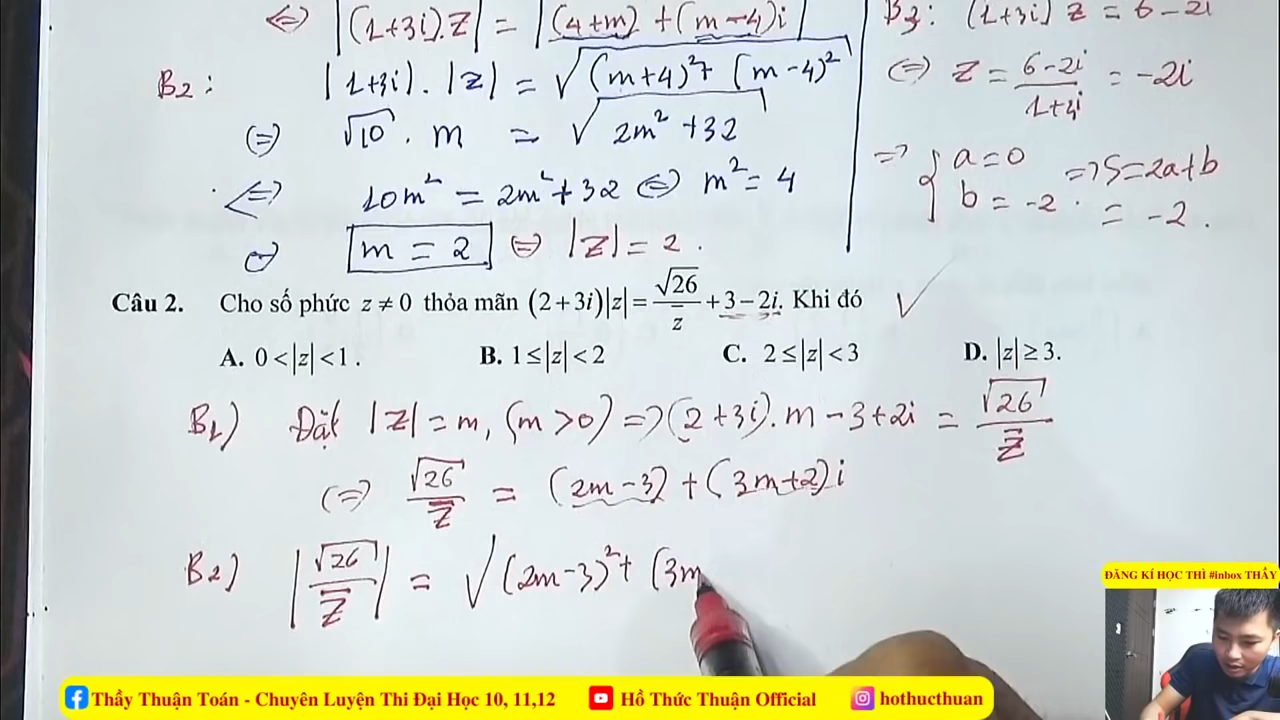 ⇔ |(1+3i).Z| = |(4+m) + (m-4)i|
B2: |1+3i|.|Z| = √((m+4)² + (m-4)²)
⇔ √10 . m = √(2m² + 32)
⇔ 10m² = 2m² + 32 ⇔ m² = 4
⇔ m = 2 ⇔ |Z| = 2.
B3: (1+3i) Z = 6-2i
⇔ Z = (6-2i)/(1+3i) = -2i
=> { a = 0
b = -2. => S = 2a+b
= -2.
Câu 2. Cho số phức z ≠ 0 thỏa mãn (2+3i)|z| = √26/z̄ + 3 - 2i. Khi đó
A. 0 < |z| < 1. B. 1 ≤ |z| < 2 C. 2 ≤ |z| < 3 D. |z| ≥ 3.
B1) Đặt |Z| = m, (m > 0) => (2+3i).m - 3 + 2i = √26/Z̄
⇔ √26/Z̄ = (2m-3) + (3m+2)i
B2) |√26/Z̄| = √(2m-3)² + (3m
ĐĂNG KÍ HỌC THÌ #inbox THẦY
Thầy Thuận Toán - Chuyên Luyện Thi Đại Học 10, 11,12 Hồ Thức Thuận Official hothucthuan